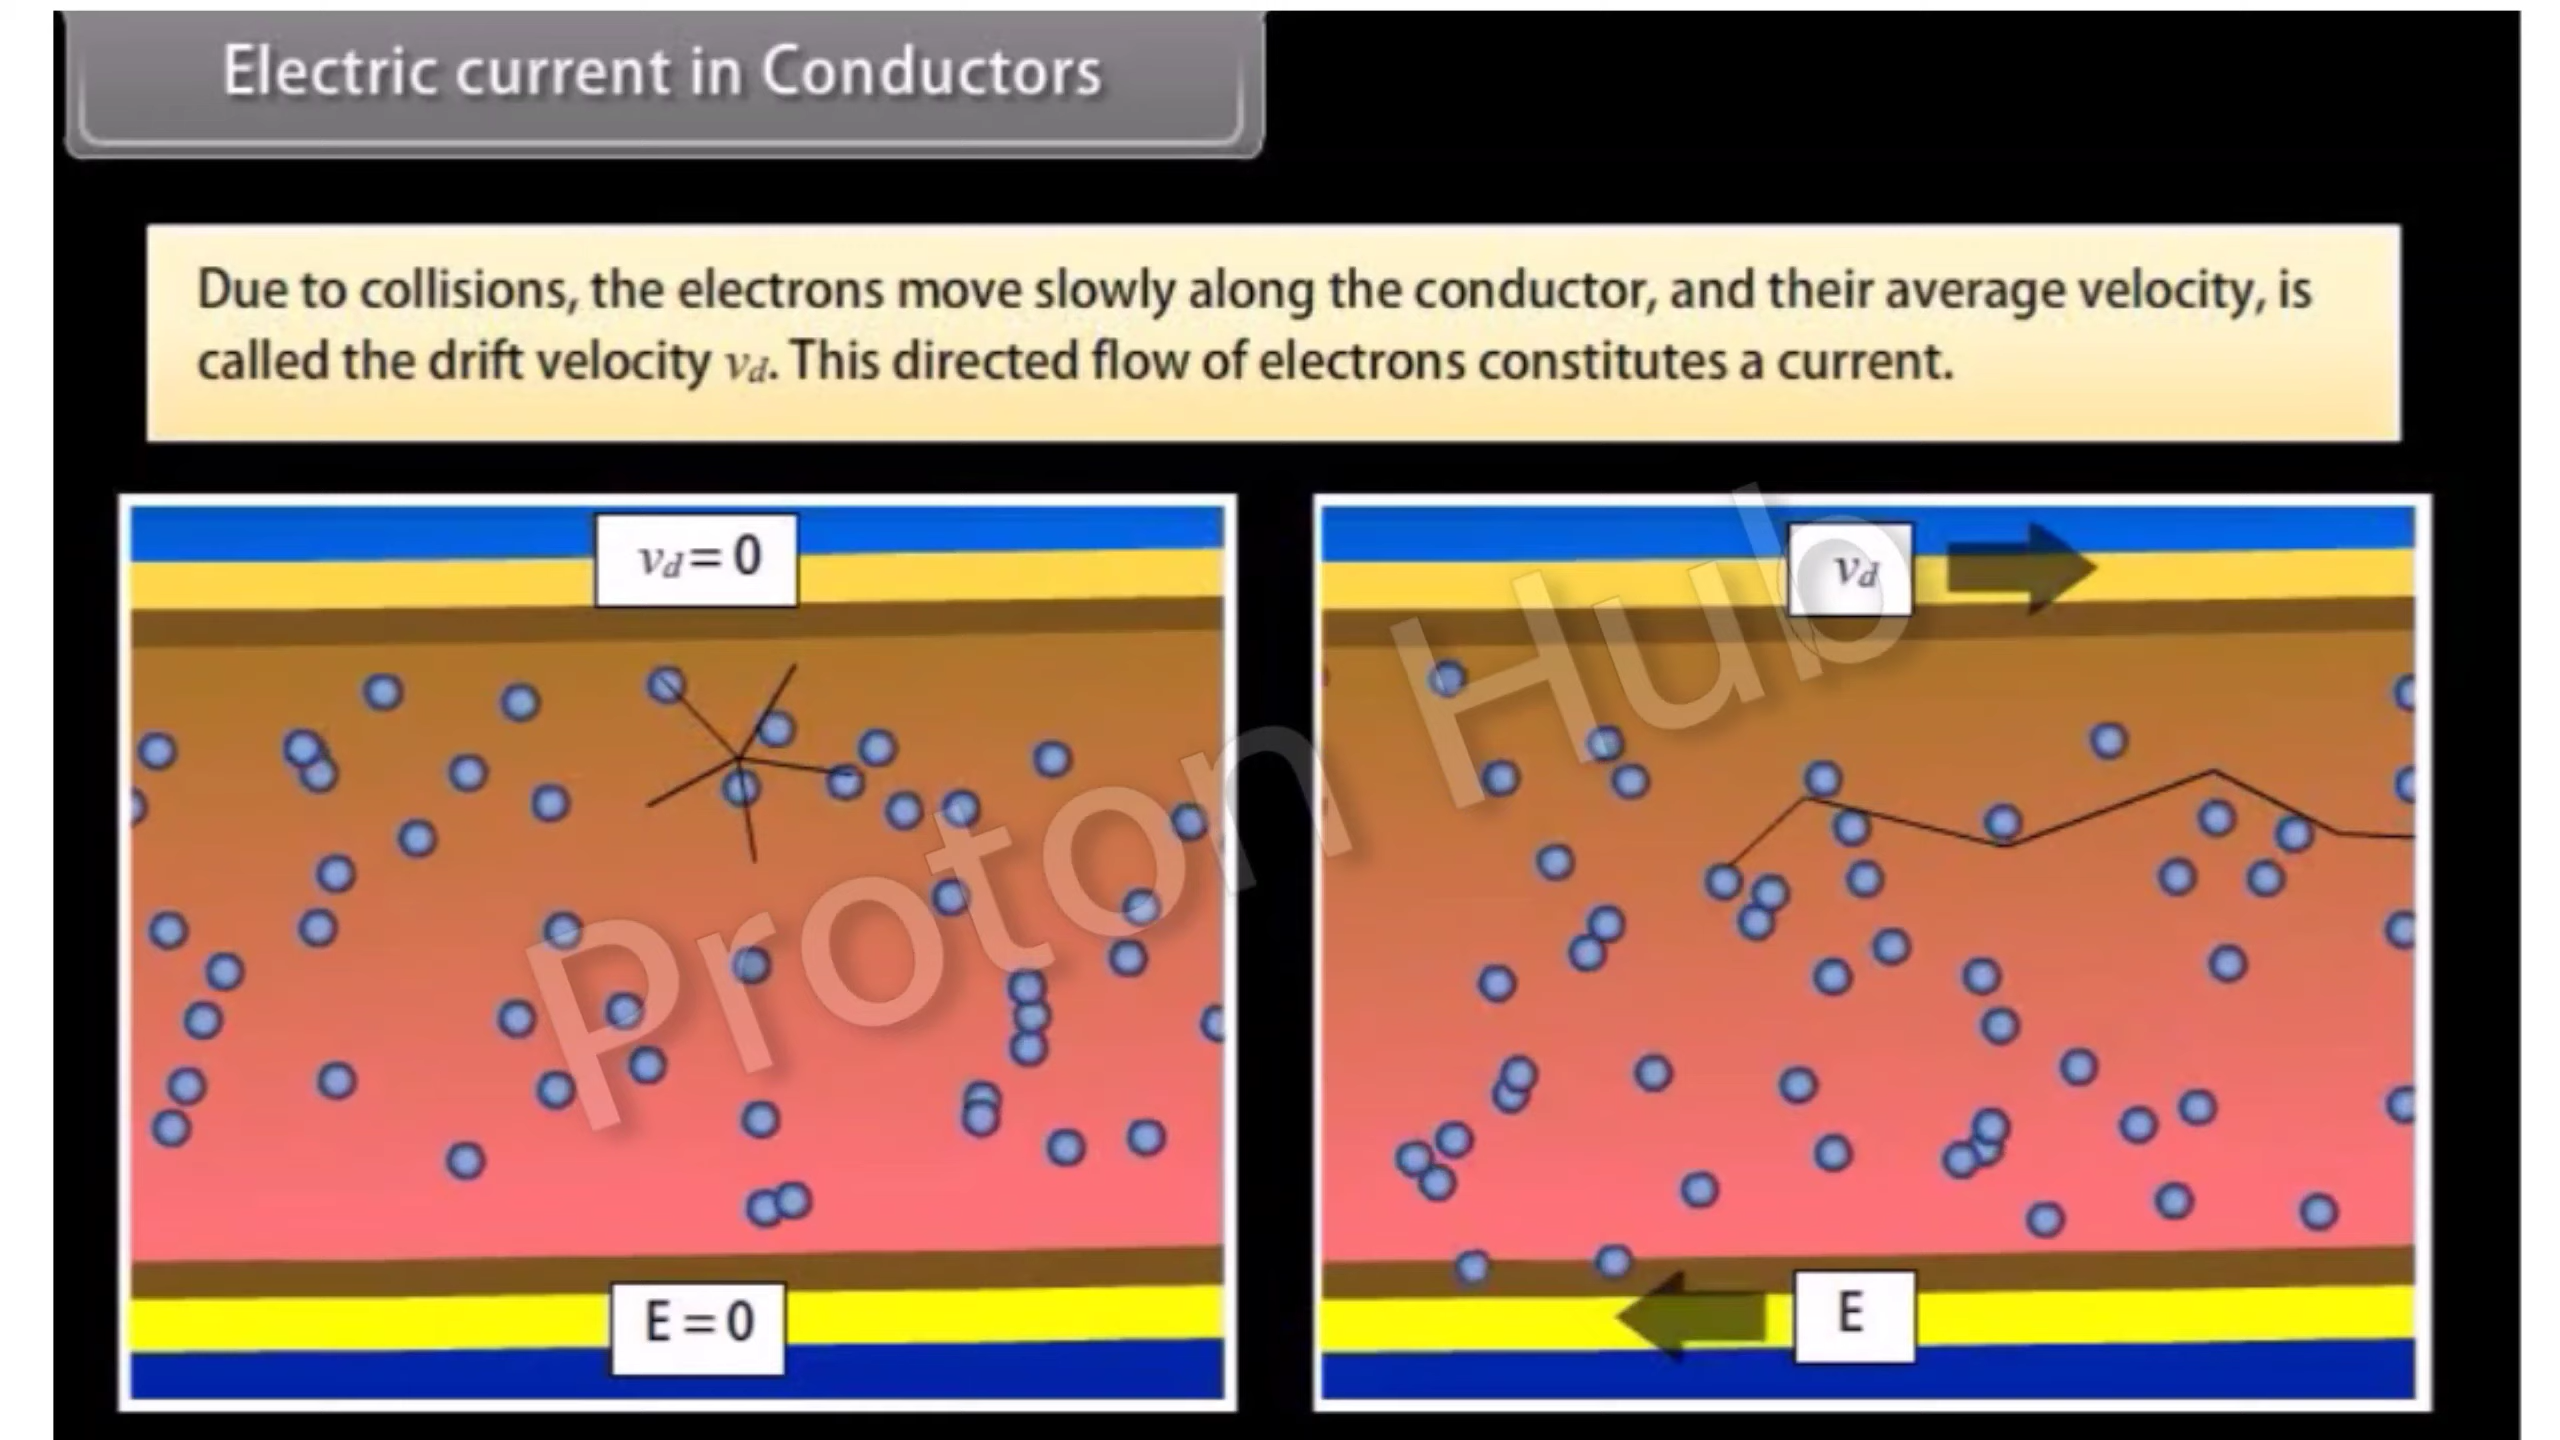 Electric current in Conductors
Due to collisions, the electrons move slowly along the conductor, and their average velocity, is
called the drift velocity vd. This directed flow of electrons constitutes a current.
vd = 0
vd
Proton Hub
E = 0
E